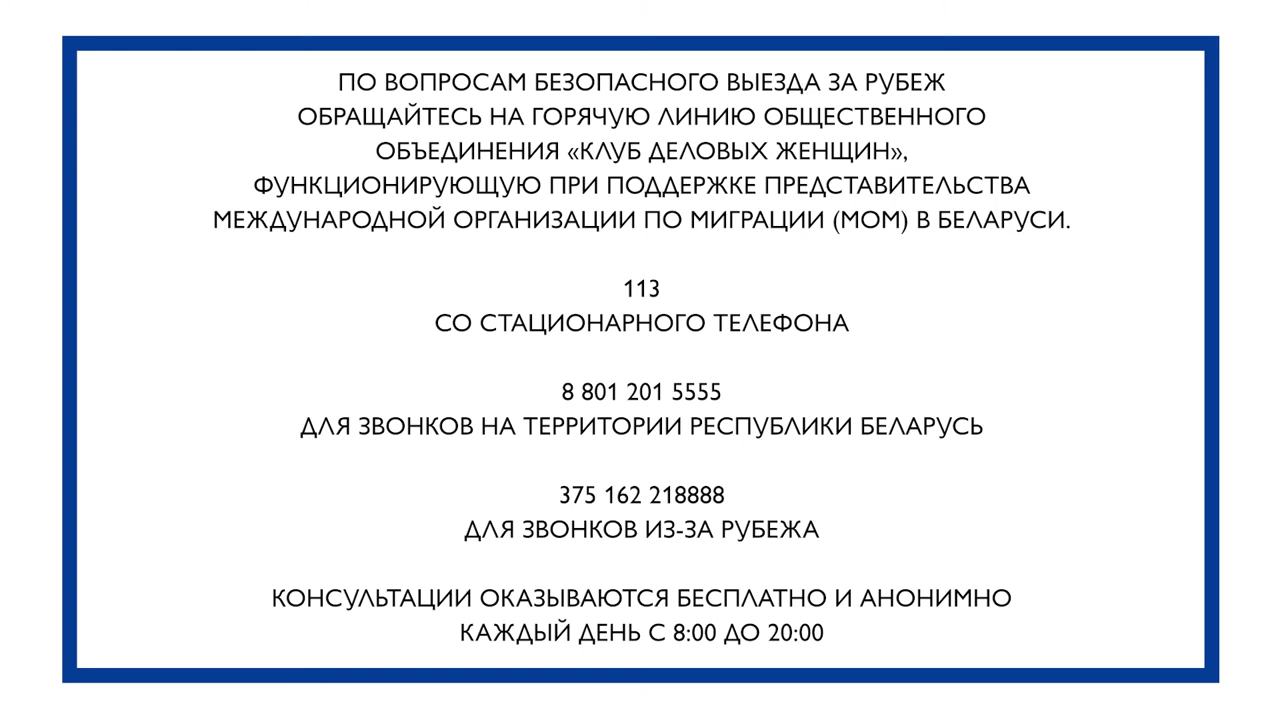 ПО ВОПРОСАМ БЕЗОПАСНОГО ВЫЕЗДА ЗА РУБЕЖ
ОБРАЩАЙТЕСЬ НА ГОРЯЧУЮ ЛИНИЮ ОБЩЕСТВЕННОГО
ОБЪЕДИНЕНИЯ «КЛУБ ДЕЛОВЫХ ЖЕНЩИН»,
ФУНКЦИОНИРУЮЩУЮ ПРИ ПОДДЕРЖКЕ ПРЕДСТАВИТЕЛЬСТВА
МЕЖДУНАРОДНОЙ ОРГАНИЗАЦИИ ПО МИГРАЦИИ (МОМ) В БЕЛАРУСИ.
113
СО СТАЦИОНАРНОГО ТЕЛЕФОНА
8 801 201 5555
ДЛЯ ЗВОНКОВ НА ТЕРРИТОРИИ РЕСПУБЛИКИ БЕЛАРУСЬ
375 162 218888
ДЛЯ ЗВОНКОВ ИЗ-ЗА РУБЕЖА
КОНСУЛЬТАЦИИ ОКАЗЫВАЮТСЯ БЕСПЛАТНО И АНОНИМНО
КАЖДЫЙ ДЕНЬ С 8:00 ДО 20:00